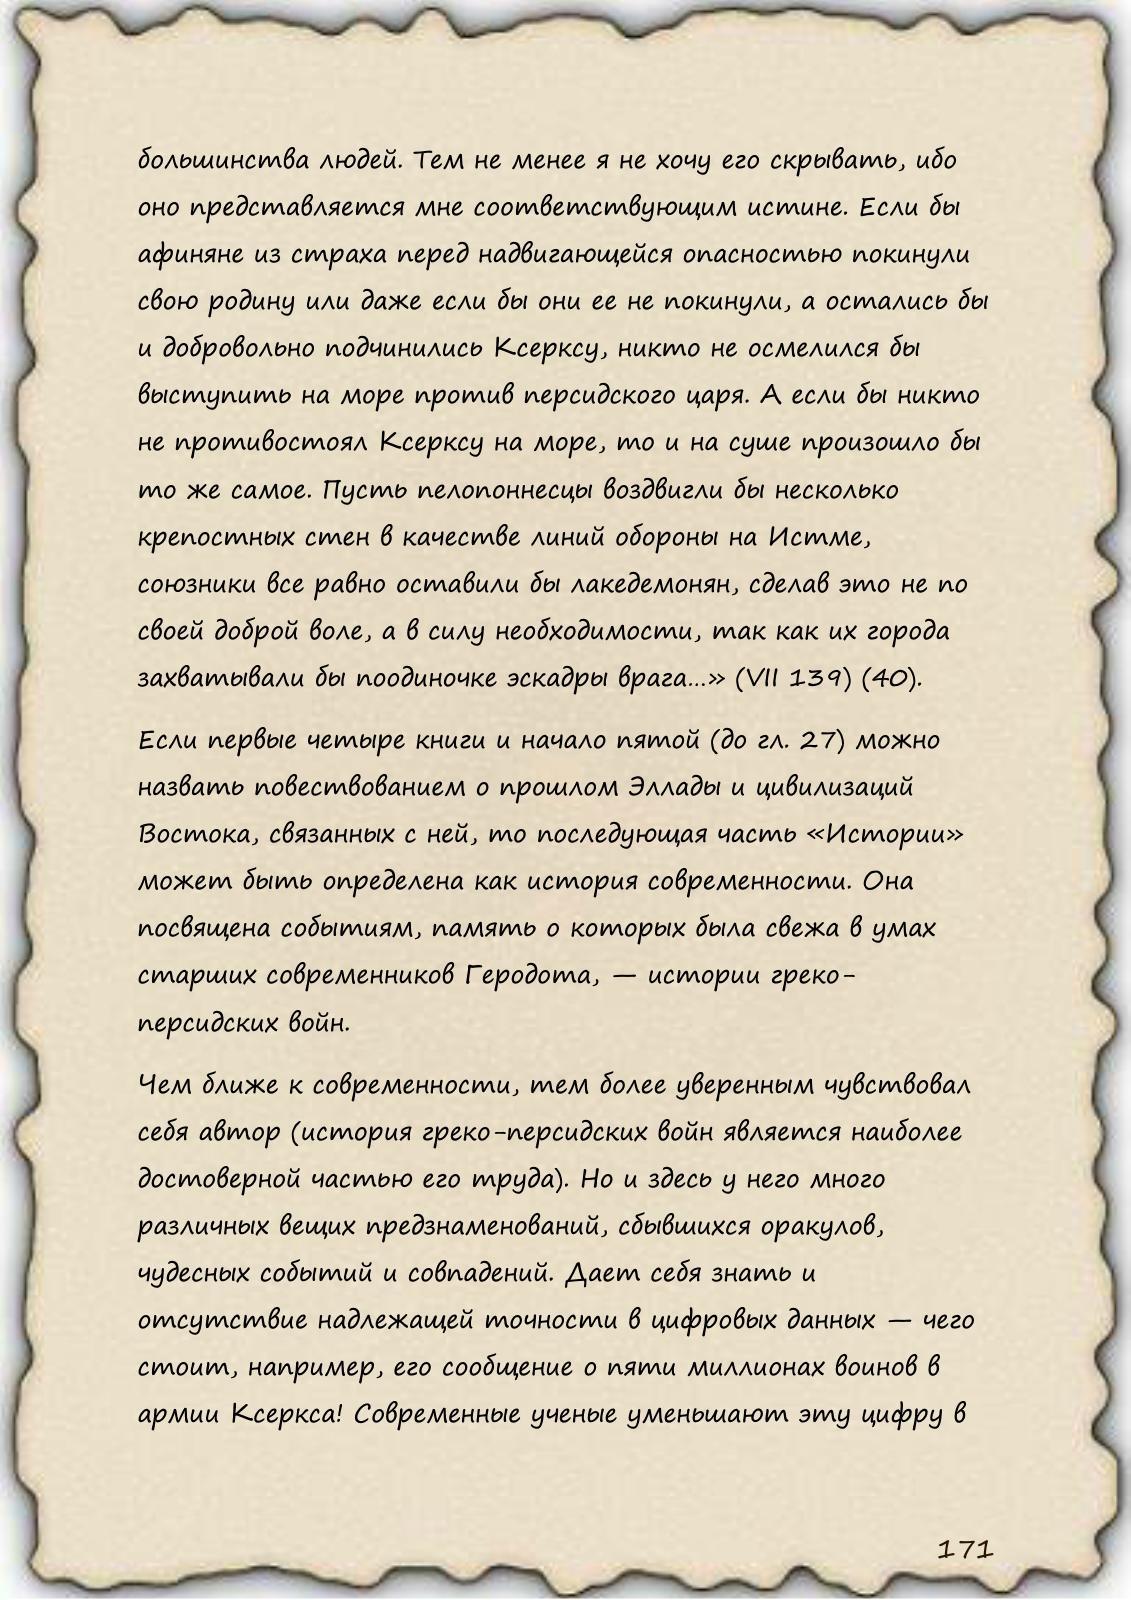 большинства людей. Тем не менее я не хочу его скрывать, ибо
оно представляется мне соответствующим истине. Если бы
афиняне из страха перед надвигающейся опасностью покинули
свою родину или даже если бы они ее не покинули, а остались бы
и добровольно подчинились Ксерксу, никто не осмелился бы
выступить на море против персидского царя. А если бы никто
не противостоял Ксерксу на море, то и на суше произошло бы
то же самое. Пусть пелопоннесцы воздвигли бы несколько
крепостных стен в качестве линий обороны на Истме,
союзники все равно оставили бы лакедемонян, сделав это не по
своей доброй воле, а в силу необходимости, так как их города
захватывали бы поодиночке эскадры врага...» (VII 139) (40).
Если первые четыре книги и начало пятой (до гл. 27) можно
назвать повествованием о прошлом Эллады и цивилизаций
Востока, связанных с ней, то последующая часть «Истории»
может быть определена как история современности. Она
посвящена событиям, память о которых была свежа в умах
старших современников Геродота, — истории греко-
персидских войн.
Чем ближе к современности, тем более уверенным чувствовал
себя автор (история греко-персидских войн является наиболее
достоверной частью его труда). Но и здесь у него много
различных вещих предзнаменований, сбывшихся оракулов,
чудесных событий и совпадений. Дает себя знать и
отсутствие надлежащей точности в цифровых данных — чего
стоит, например, его сообщение о пяти миллионах воинов в
армии Ксеркса! Современные ученые уменьшают эту цифру в
171